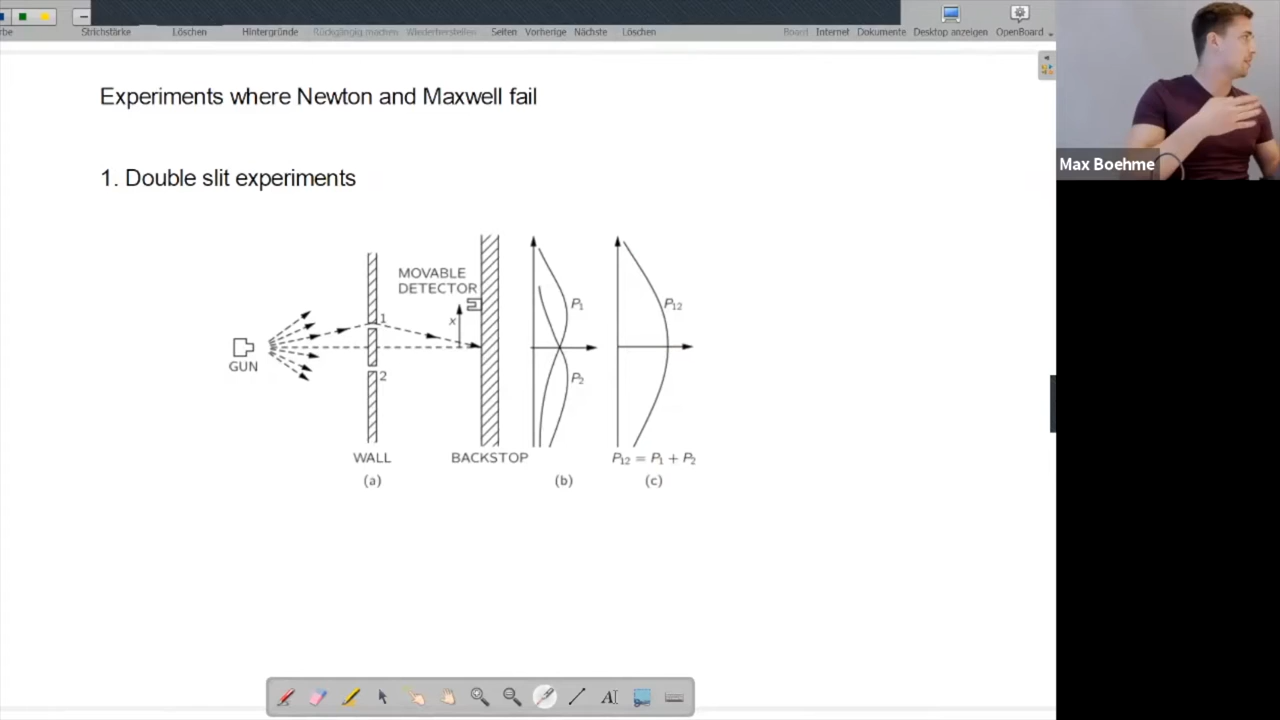 rbe Strichstärke Löschen Hintergründe Rückgängig machen Wiederherstellen Seiten Vorherige Nächste Löschen Board Internet Dokumente Desktop anzeigen OpenBoard
Max Boehme
Experiments where Newton and Maxwell fail
1. Double slit experiments
MOVABLE
DETECTOR
x
1
2
GUN
WALL
BACKSTOP
P1
P2
P12
P12 = P1 + P2
(a)
(b)
(c)
AI